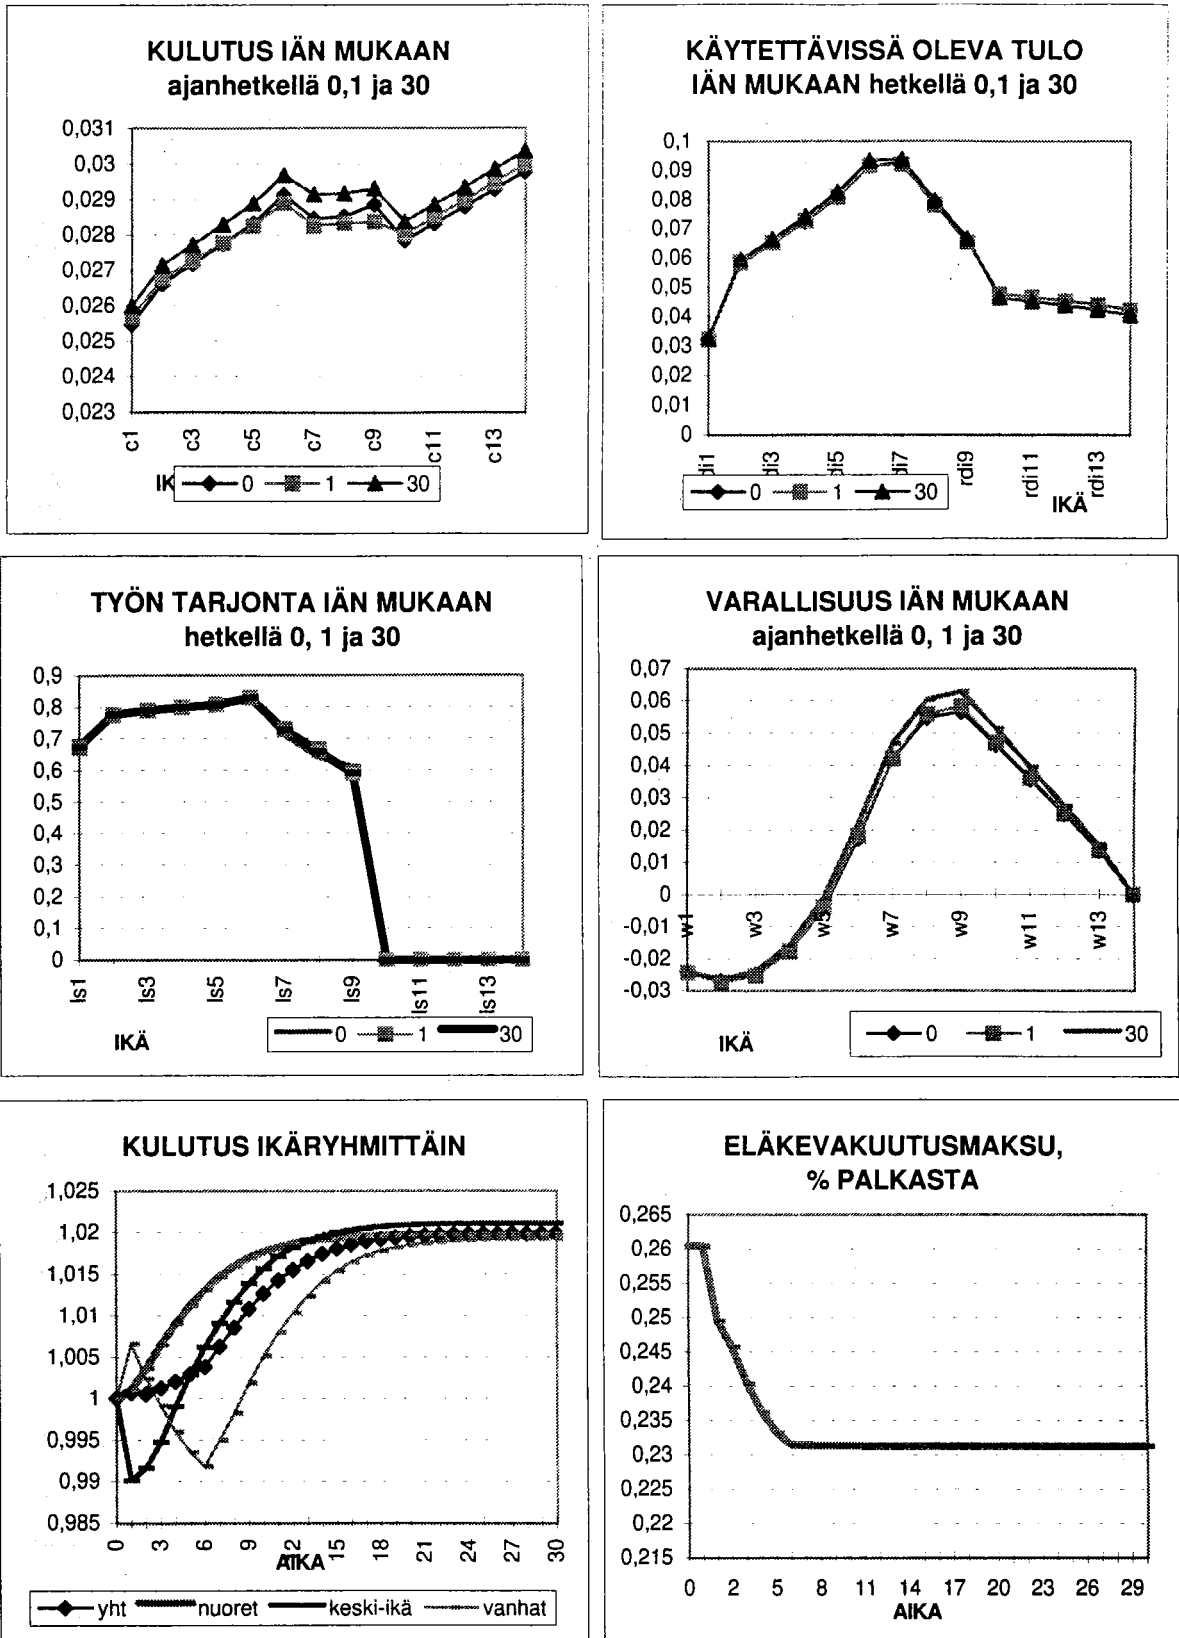 KULUTUS IÄN MUKAAN
ajanhetkellä 0,1 ja 30
0,031
0,03
0,029
0,028
0,027
0,026
0,025
0,024
0,023
c1 c3 c5 c7 c9 c11 c13
IK
0 1 30
KÄYTETTÄVISSÄ OLEVA TULO
IÄN MUKAAN hetkellä 0,1 ja 30
0,1
0,09
0,08
0,07
0,06
0,05
0,04
0,03
0,02
0,01
0
di1 di3 di5 di7 rdi9 rdi11 rdi13
0 1 30
IKÄ
TYÖN TARJONTA IÄN MUKAAN
hetkellä 0, 1 ja 30
0,9
0,8
0,7
0,6
0,5
0,4
0,3
0,2
0,1
0
ls1 ls3 ls5 ls7 ls9 ls11 ls13
IKÄ
0 1 30
VARALLISUUS IÄN MUKAAN
ajanhetkellä 0, 1 ja 30
0,07
0,06
0,05
0,04
0,03
0,02
0,01
0
-0,01
-0,02
-0,03
w1 w3 w5 w7 w9 w11 w13
IKÄ
0 1 30
KULUTUS IKÄRYHMITTÄIN
1,025
1,02
1,015
1,01
1,005
1
0,995
0,99
0,985
0 3 6 9 12 15 18 21 24 27 30
AIKA
yht nuoret keski-ikä vanhat
ELÄKEVAKUUTUSMAKSU,
% PALKASTA
0,265
0,26
0,255
0,25
0,245
0,24
0,235
0,23
0,225
0,22
0,215
0 2 5 8 11 14 17 20 23 26 29
AIKA